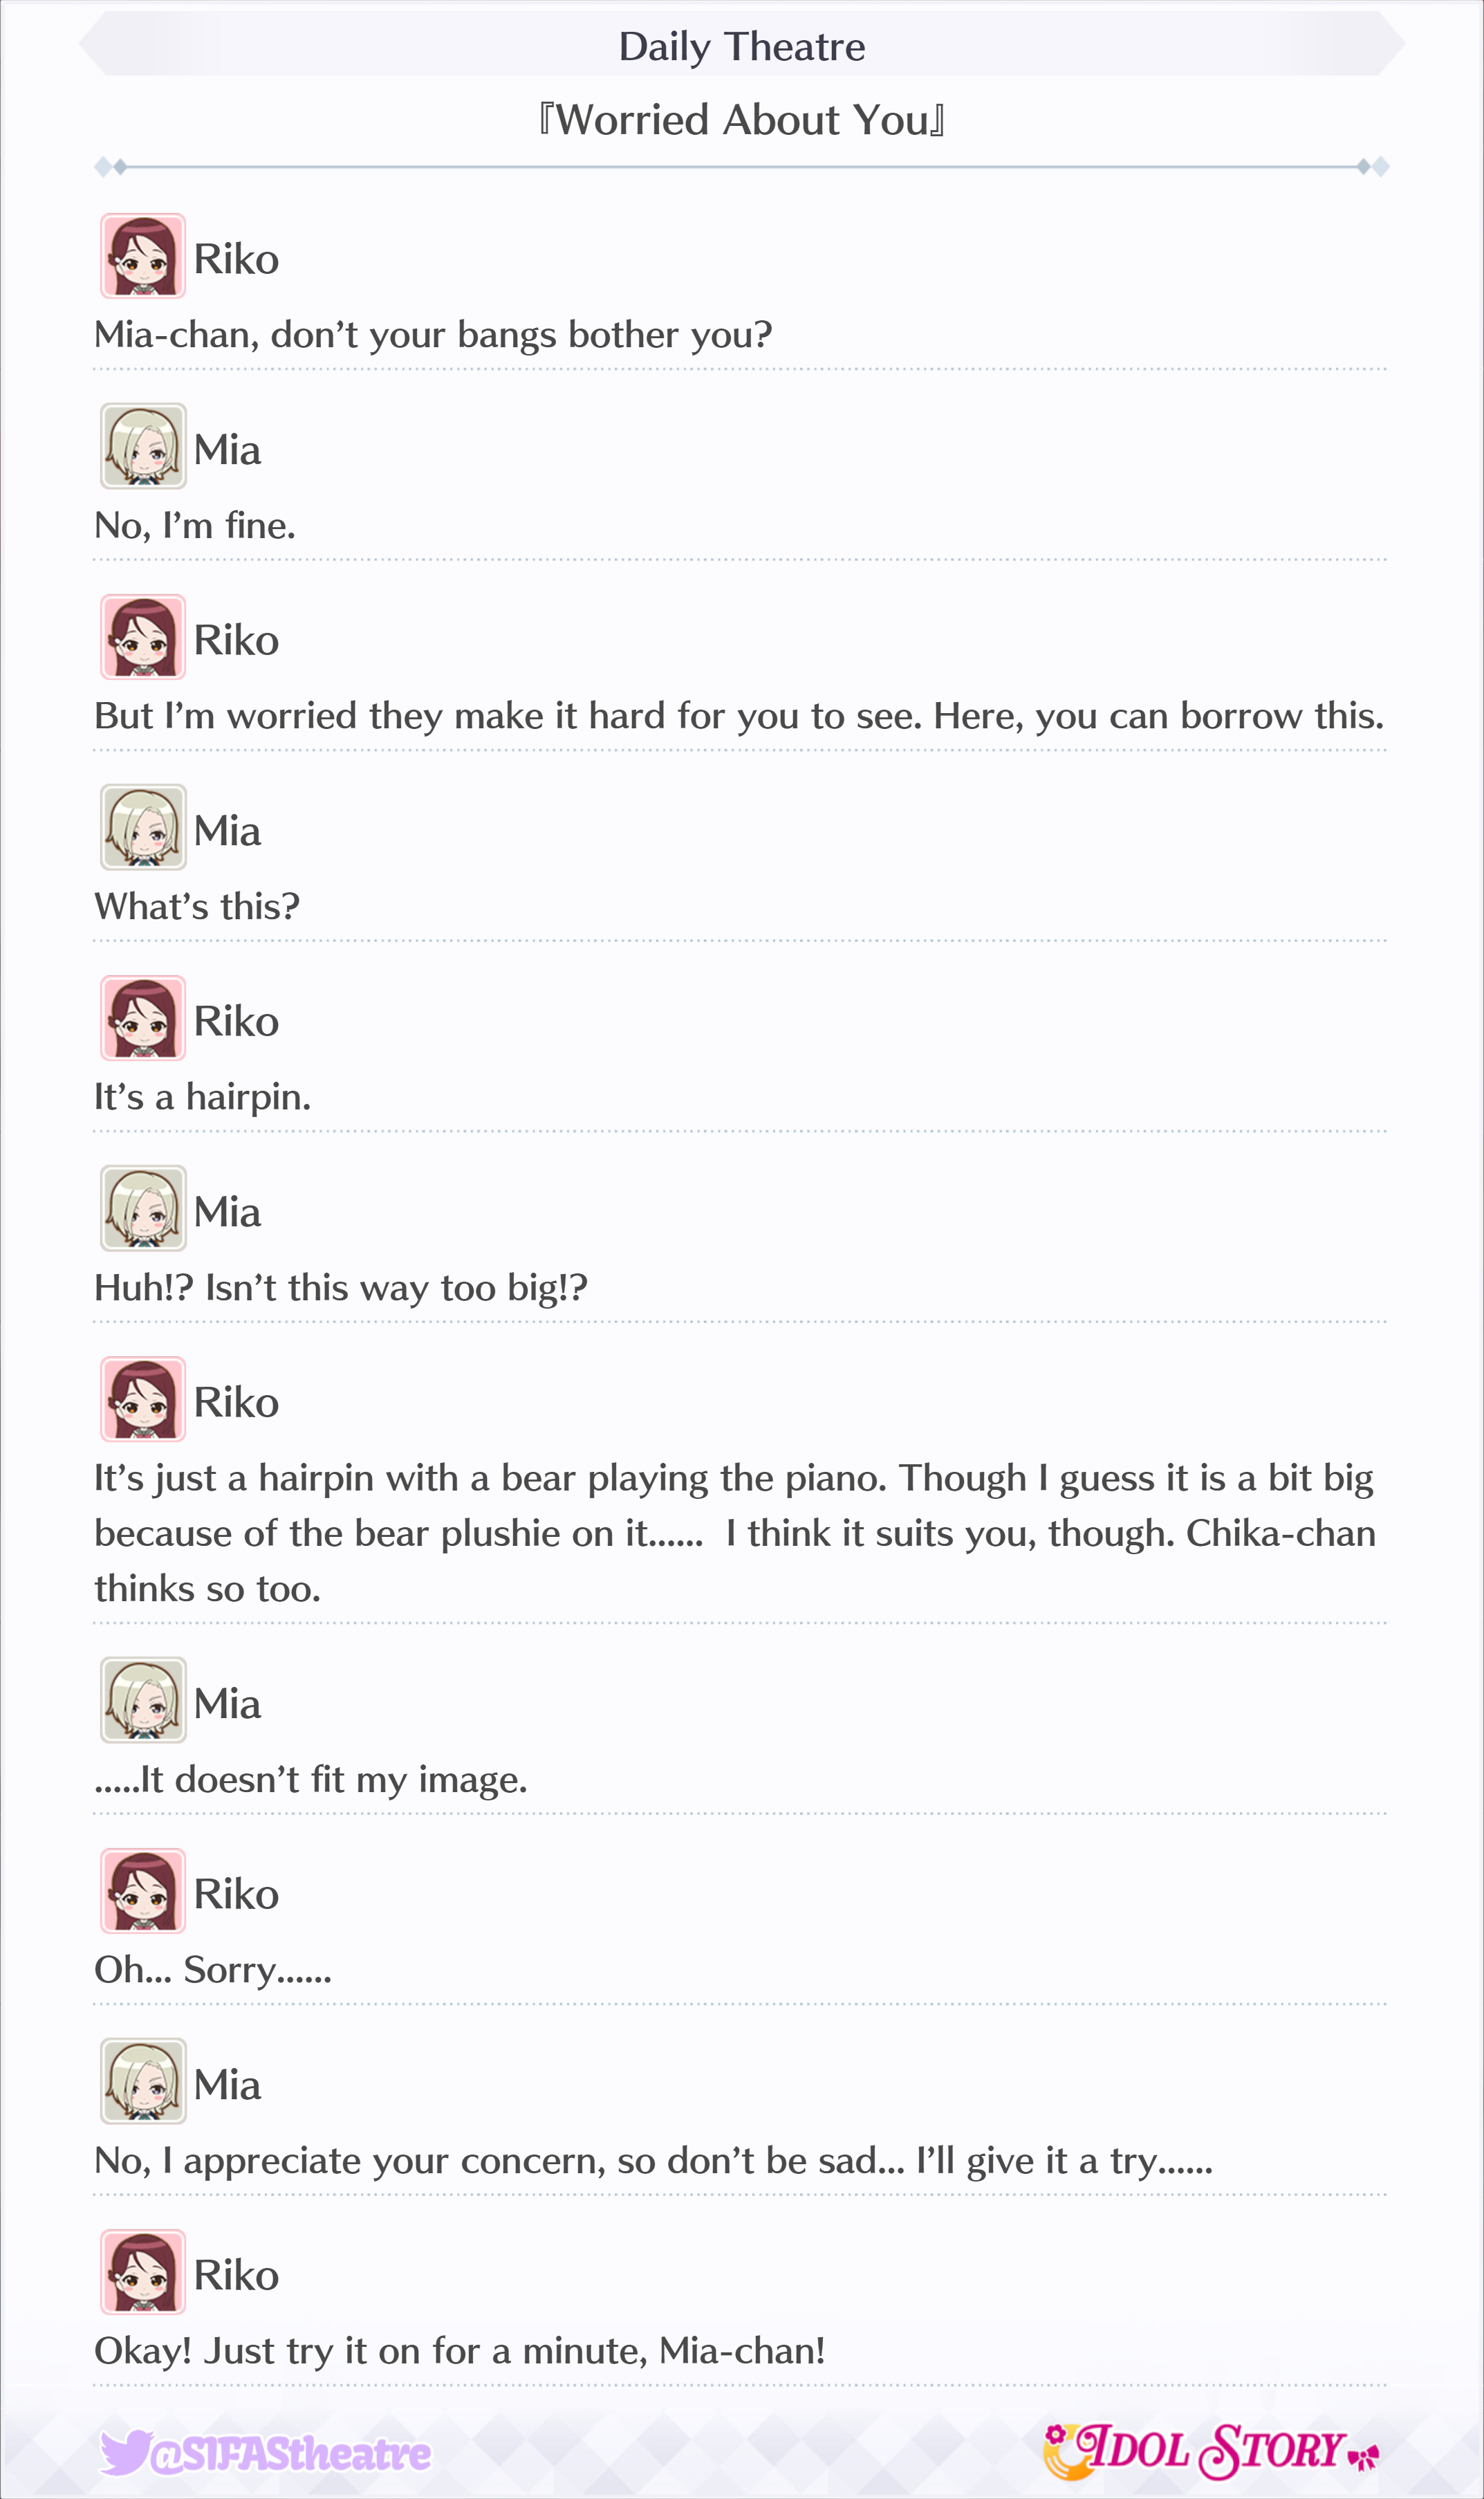 Daily Theatre
『Worried About You』
Riko
Mia-chan, don’t your bangs bother you?
Mia
No, I’m fine.
Riko
But I’m worried they make it hard for you to see. Here, you can borrow this.
Mia
What’s this?
Riko
It’s a hairpin.
Mia
Huh!? Isn’t this way too big!?
Riko
It’s just a hairpin with a bear playing the piano. Though I guess it is a bit big
because of the bear plushie on it......  I think it suits you, though. Chika-chan
thinks so too.
Mia
.....It doesn’t fit my image.
Riko
Oh... Sorry......
Mia
No, I appreciate your concern, so don’t be sad... I’ll give it a try......
Riko
Okay! Just try it on for a minute, Mia-chan!
@SIFAStheatre
IDOL STORY